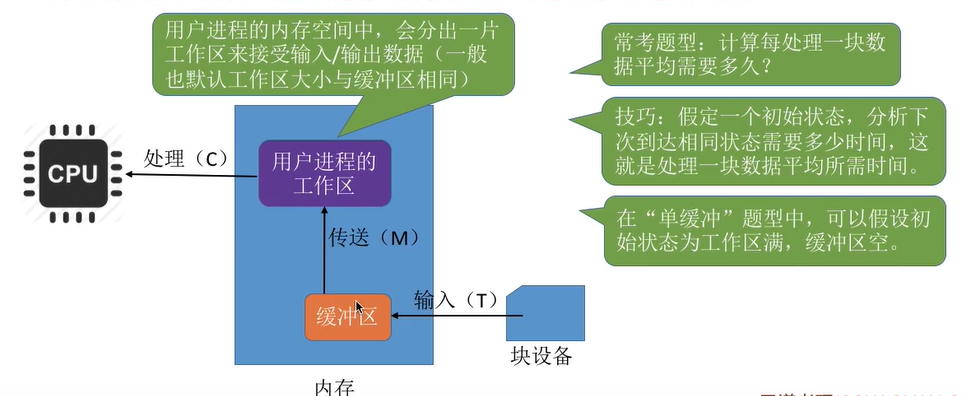 用户进程的内存空间中，会分出一片
工作区来接受输入/输出数据（一般
也默认工作区大小与缓冲区相同）
常考题型：计算每处理一块数
据平均需要多久？
技巧：假定一个初始状态，分析下
次到达相同状态需要多少时间，这
就是处理一块数据平均所需时间。
在“单缓冲”题型中，可以假设初
始状态为工作区满，缓冲区空。
CPU
处理（C）
用户进程的
工作区
传送（M）
缓冲区
输入（T）
块设备
内存